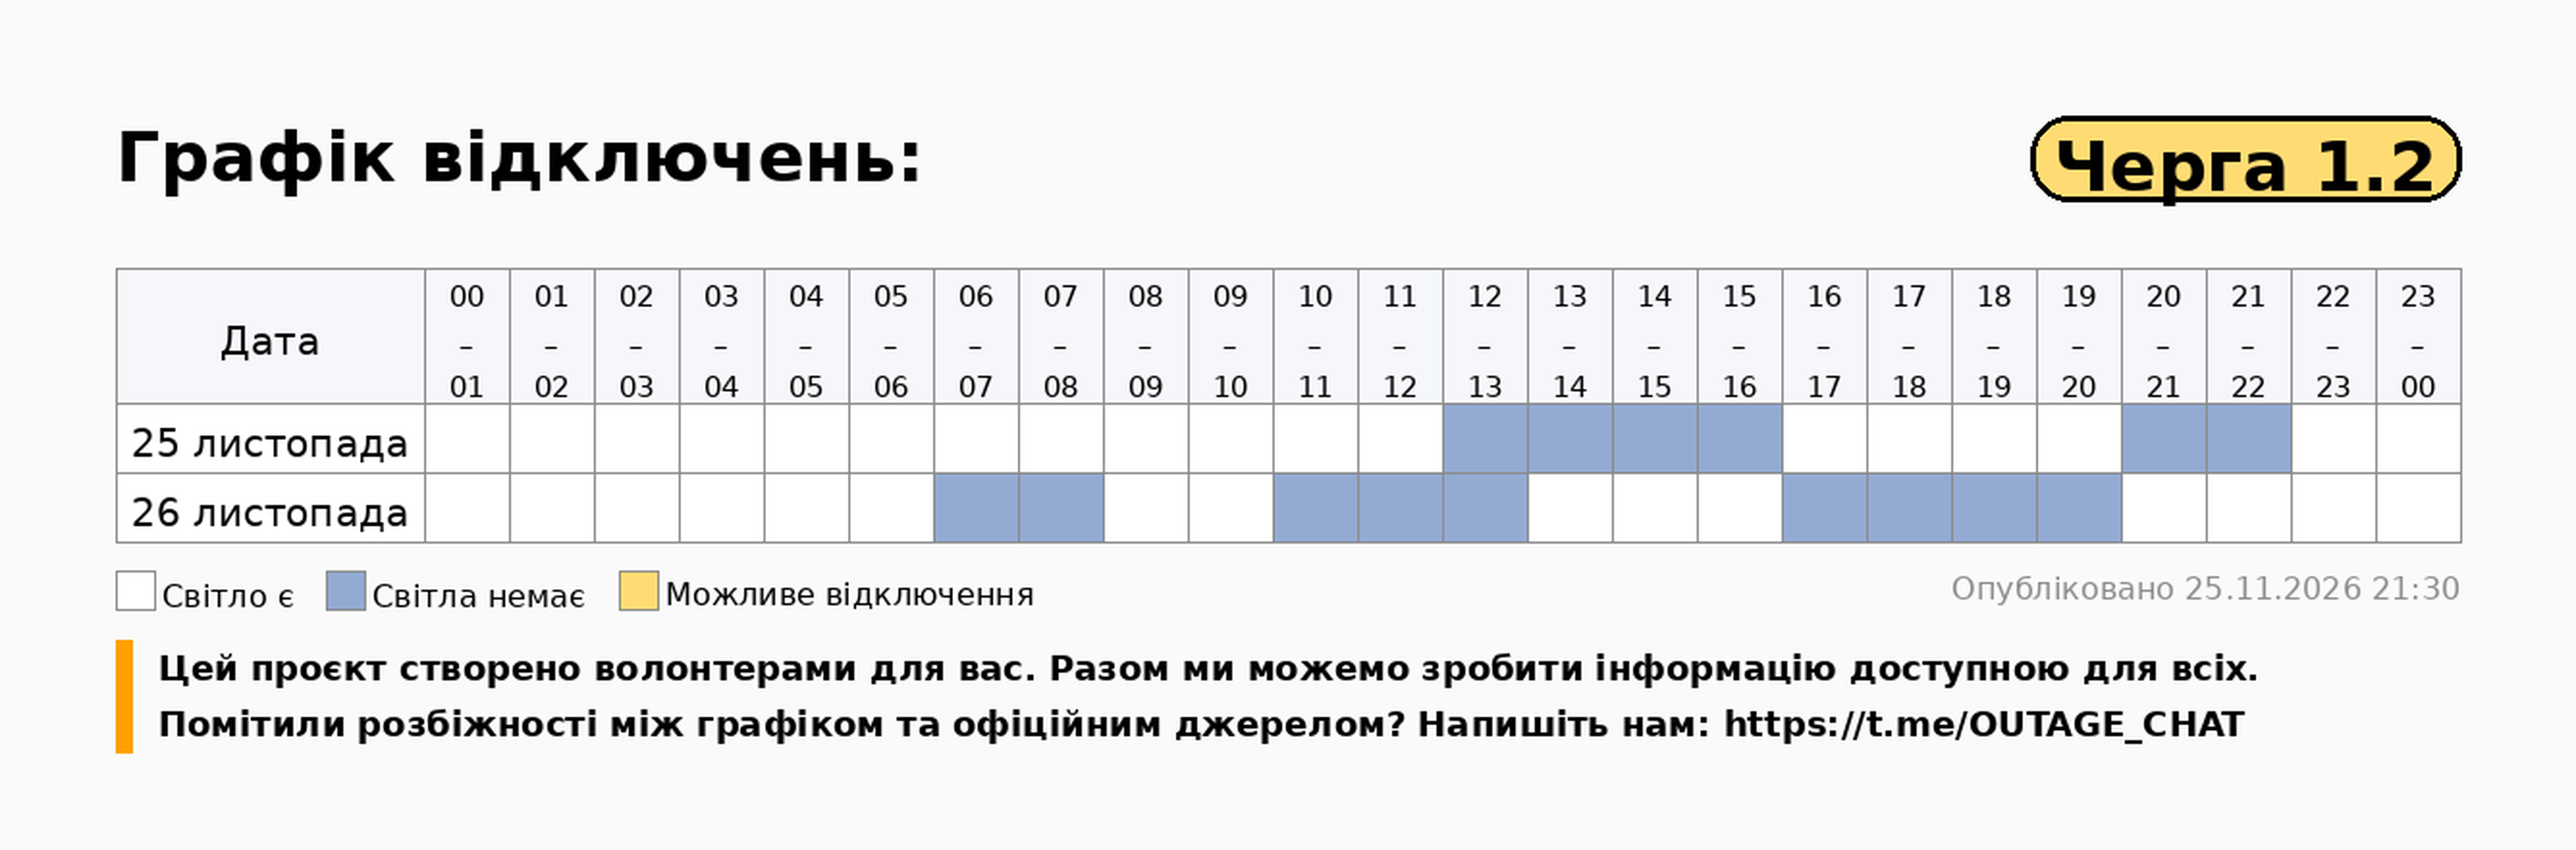 Графік відключень:
Черга 1.2
Дата 00 – 01 01 – 02 02 – 03 03 – 04 04 – 05 05 – 06 06 – 07 07 – 08 08 – 09 09 – 10 10 – 11 11 – 12 12 – 13 13 – 14 14 – 15 15 – 16 16 – 17 17 – 18 18 – 19 19 – 20 20 – 21 21 – 22 22 – 23 23 – 00
25 листопада
26 листопада
Світло є Світла немає Можливе відключення
Опубліковано 25.11.2026 21:30
Цей проєкт створено волонтерами для вас. Разом ми можемо зробити інформацію доступною для всіх.
Помітили розбіжності між графіком та офіційним джерелом? Напишіть нам: https://t.me/OUTAGE_CHAT